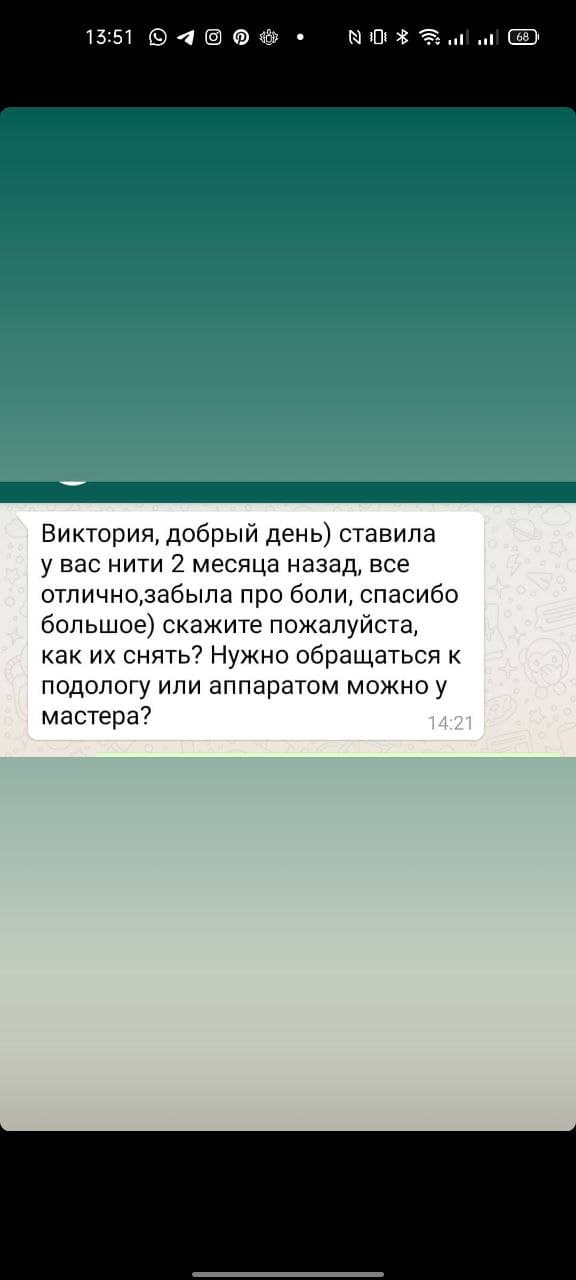 13:51
68
Виктория, добрый день) ставила
у вас нити 2 месяца назад, все
отлично,забыла про боли, спасибо
большое) скажите пожалуйста,
как их снять? Нужно обращаться к
подологу или аппаратом можно у
мастера?
14:21